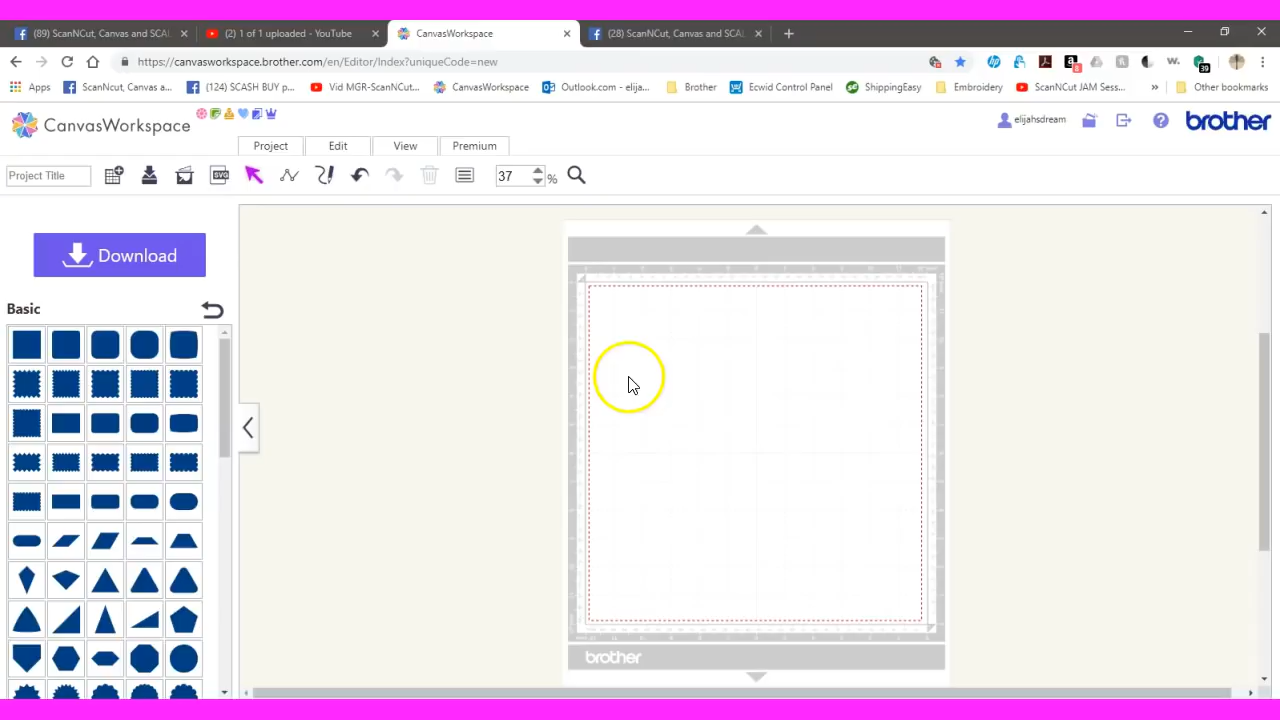 (89) ScanNCut, Canvas and SCAL
(2) 1 of 1 uploaded - YouTube
CanvasWorkspace
(28) ScanNCut, Canvas and SCAL
https://canvasworkspace.brother.com/en/Editor/Index?uniqueCode=new
8
w.
39
Apps
ScanNCut, Canvas a...
(124) SCASH BUY p...
Vid MGR-ScanNCut...
CanvasWorkspace
Outlook.com - elija...
Brother
Ecwid Control Panel
ShippingEasy
Embroidery
ScanNCut JAM Sess...
»
Other bookmarks
CanvasWorkspace
elijahsdream
brother
Project
Edit
View
Premium
Project Title
SVG
37
%
Download
Basic
brother